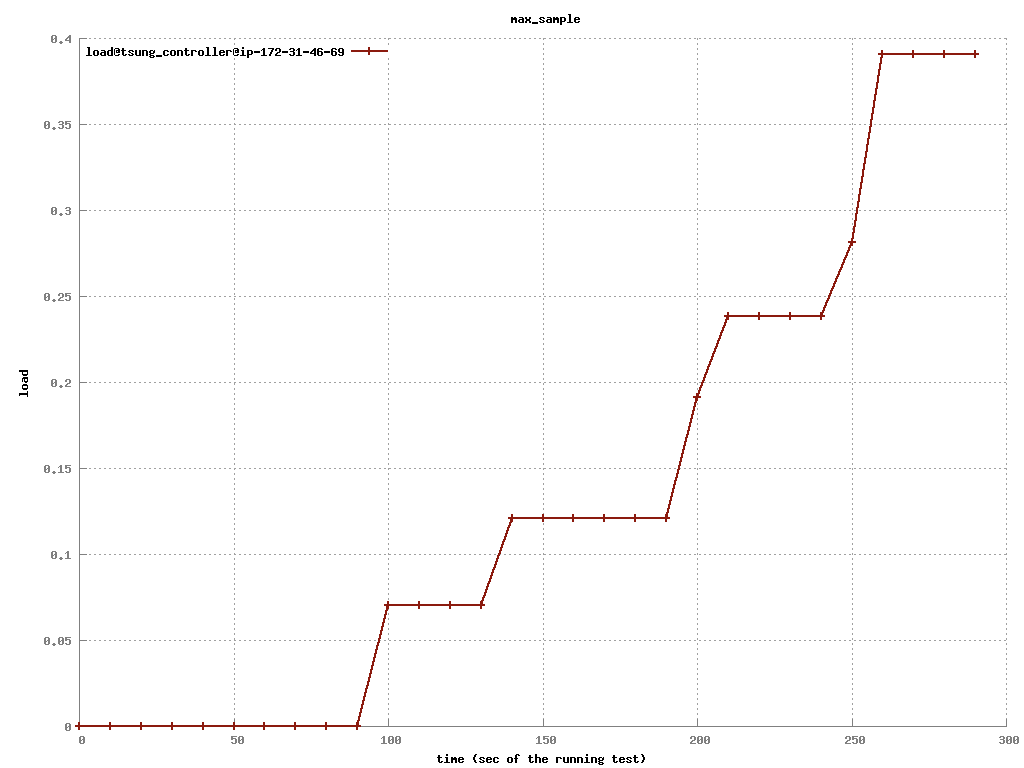 max_sample
load@tsung_controller@ip-172-31-46-69
0.4
0.35
0.3
0.25
0.2
0.15
0.1
0.05
0
load
0 50 100 150 200 250 300
time (sec of the running test)